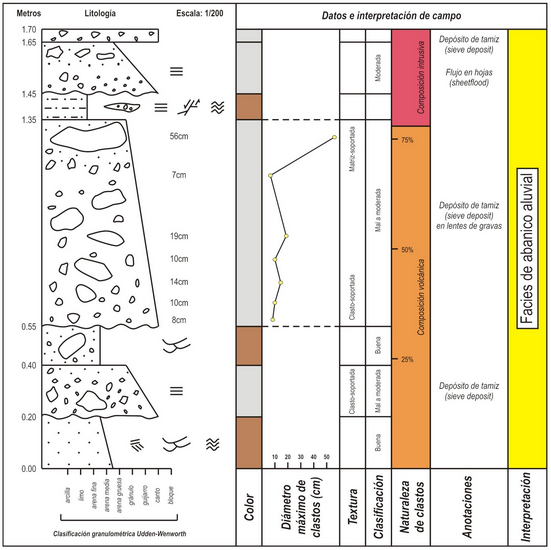 Metros Litología Escala: 1/200
Datos e interpretación de campo
1.70
1.65
1.45
1.35
0.55
0.40
0.20
0.00
56cm
7cm
19cm
10cm
14cm
10cm
8cm
arcilla
limo
arena fina
arena media
arena gruesa
gránulo
guijarro
canto
bloque
Clasificación granulométrica Udden-Wenworth
10 20 30 40 50
Matriz-soportada
Clasto-soportada
Clasto-soportada
Moderada
Mal a moderada
Buena
Mal a moderada
Buena
Composición intrusiva
Composición volcánica
75%
50%
25%
Depósito de tamiz
(sieve deposit)
Flujo en hojas
(sheetflood)
Depósito de tamiz
(sieve deposit)
en lentes de gravas
Depósito de tamiz
(sieve deposit)
Facies de abanico aluvial
Color
Diámetro
máximo de
clastos (cm)
Textura
Clasificación
Naturaleza
de clastos
Anotaciones
Interpretación